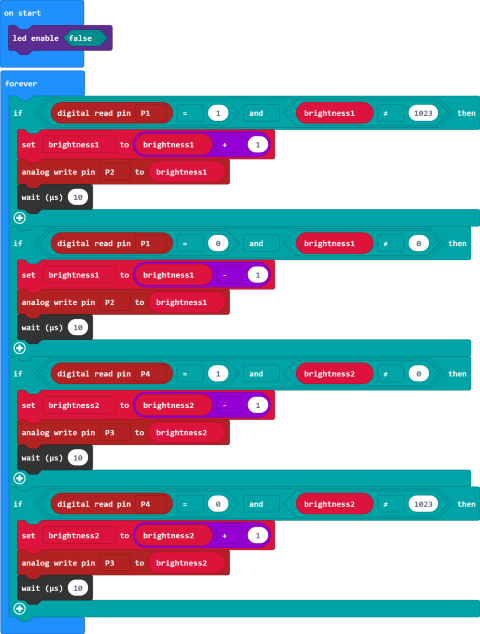 on start
led enable false
forever
if digital read pin P1 = 1 and brightness1 ≠ 1023 then
set brightness1 to brightness1 + 1
analog write pin P2 to brightness1
wait (µs) 10
if digital read pin P1 = 0 and brightness1 ≠ 0 then
set brightness1 to brightness1 - 1
analog write pin P2 to brightness1
wait (µs) 10
if digital read pin P4 = 1 and brightness2 ≠ 0 then
set brightness2 to brightness2 - 1
analog write pin P3 to brightness2
wait (µs) 10
if digital read pin P4 = 0 and brightness2 ≠ 1023 then
set brightness2 to brightness2 + 1
analog write pin P3 to brightness2
wait (µs) 10